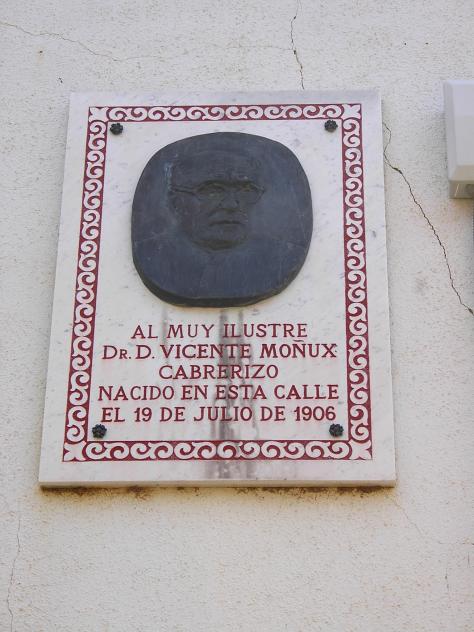 AL MUY ILUSTRE
DR. D. VICENTE MOÑUX
CABRERIZO
NACIDO EN ESTA CALLE
EL 19 DE JULIO DE 1906